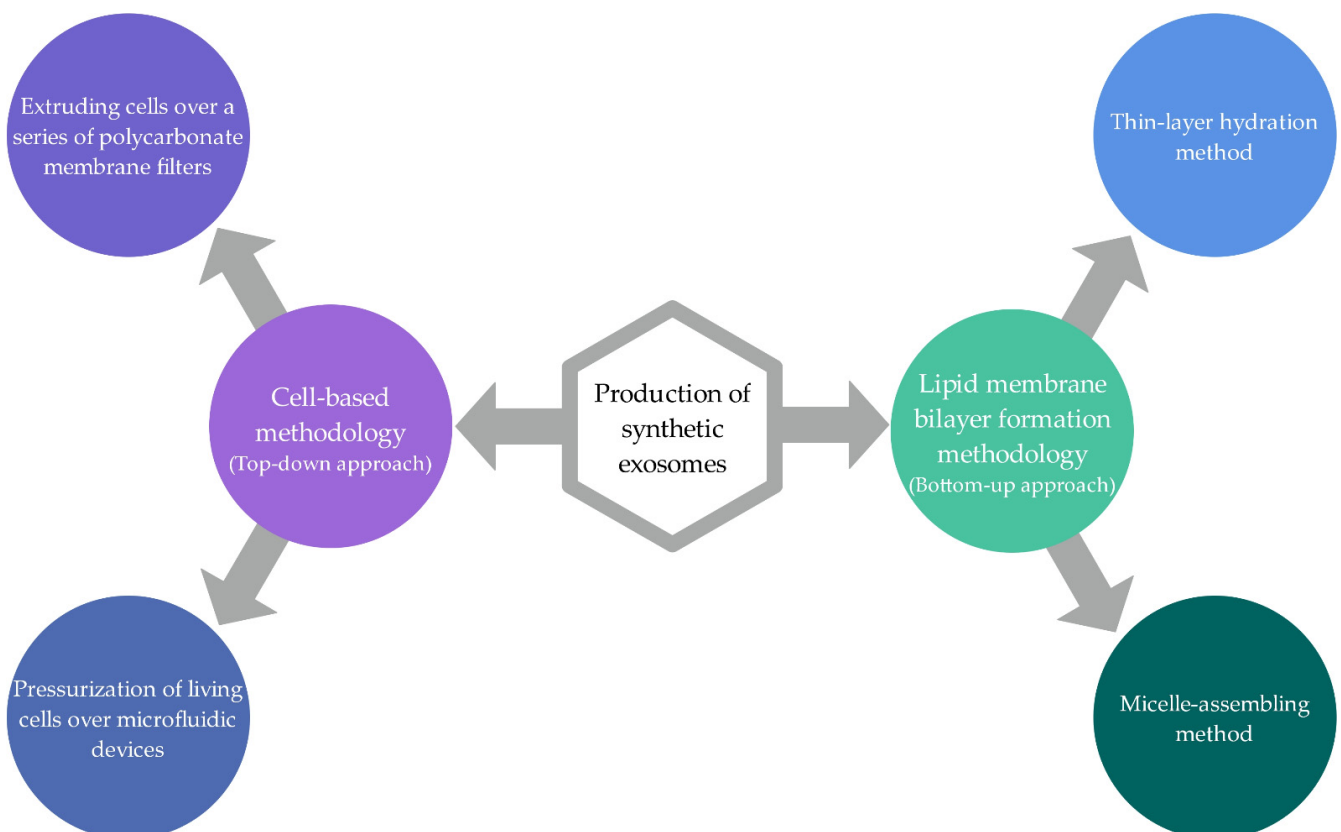 Extruding cells over a
series of polycarbonate
membrane filters
Thin-layer hydration
method
Cell-based
methodology
(Top-down approach)
Production of
synthetic
exosomes
Lipid membrane
bilayer formation
methodology
(Bottom-up approach)
Pressurization of living
cells over microfluidic
devices
Micelle-assembling
method